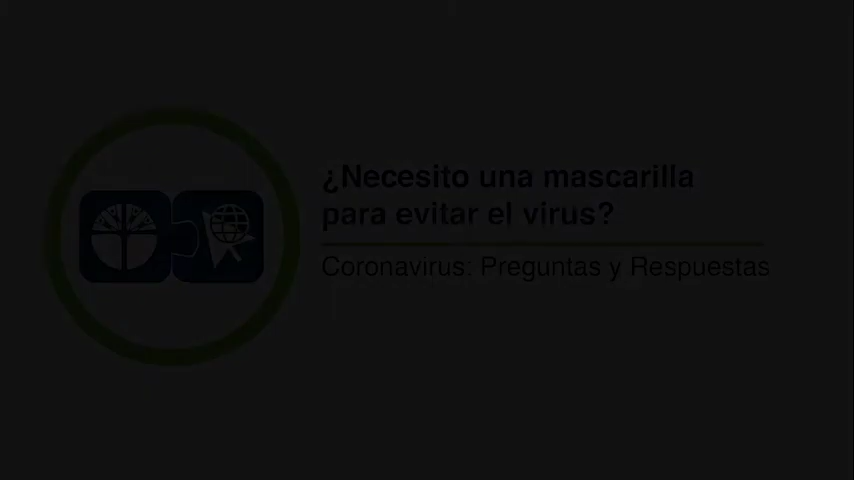 ¿Necesito una mascarilla
para evitar el virus?
Coronavirus: Preguntas y Respuestas